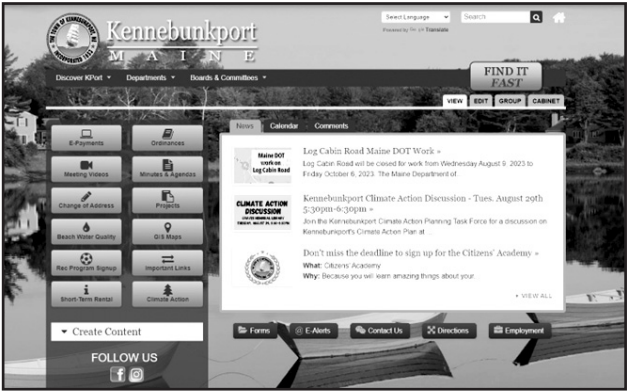 THE TOWN OF KENNEBUNKPORT, ME
INCORPORATED 1653
Kennebunkport
MAINE
Select Language
Search
Powered by Translate
Discover KPort
Departments
Boards & Committees
FIND IT
FAST
VIEW EDIT GROUP CABINET
E-Payments
Ordinances
Meeting Videos
Minutes & Agendas
Change of Address
Projects
Beach Water Quality
GIS Maps
Rec Program Signup
Important Links
Short-Term Rental
Climate Action
Create Content
FOLLOW US
News Calendar Comments
Maine DOT
work on
Log Cabin Road
Log Cabin Road Maine DOT Work »
Log Cabin Road will be closed for work from Wednesday August 9, 2023 to
Friday October 6, 2023. The Maine Department of...
CLIMATE ACTION
DISCUSSION
Kennebunkport Climate Action Discussion - Tues. August 29th
5:30pm-6:30pm »
Join the Kennebunkport Climate Action Planning Task Force for a discussion on
Kennebunkport's Climate Action Plan at...
Don't miss the deadline to sign up for the Citizens' Academy »
What: Citizens' Academy
Why: Because you will learn amazing things about your...
VIEW ALL
Forms
@ E-Alerts
Contact Us
Directions
Employment